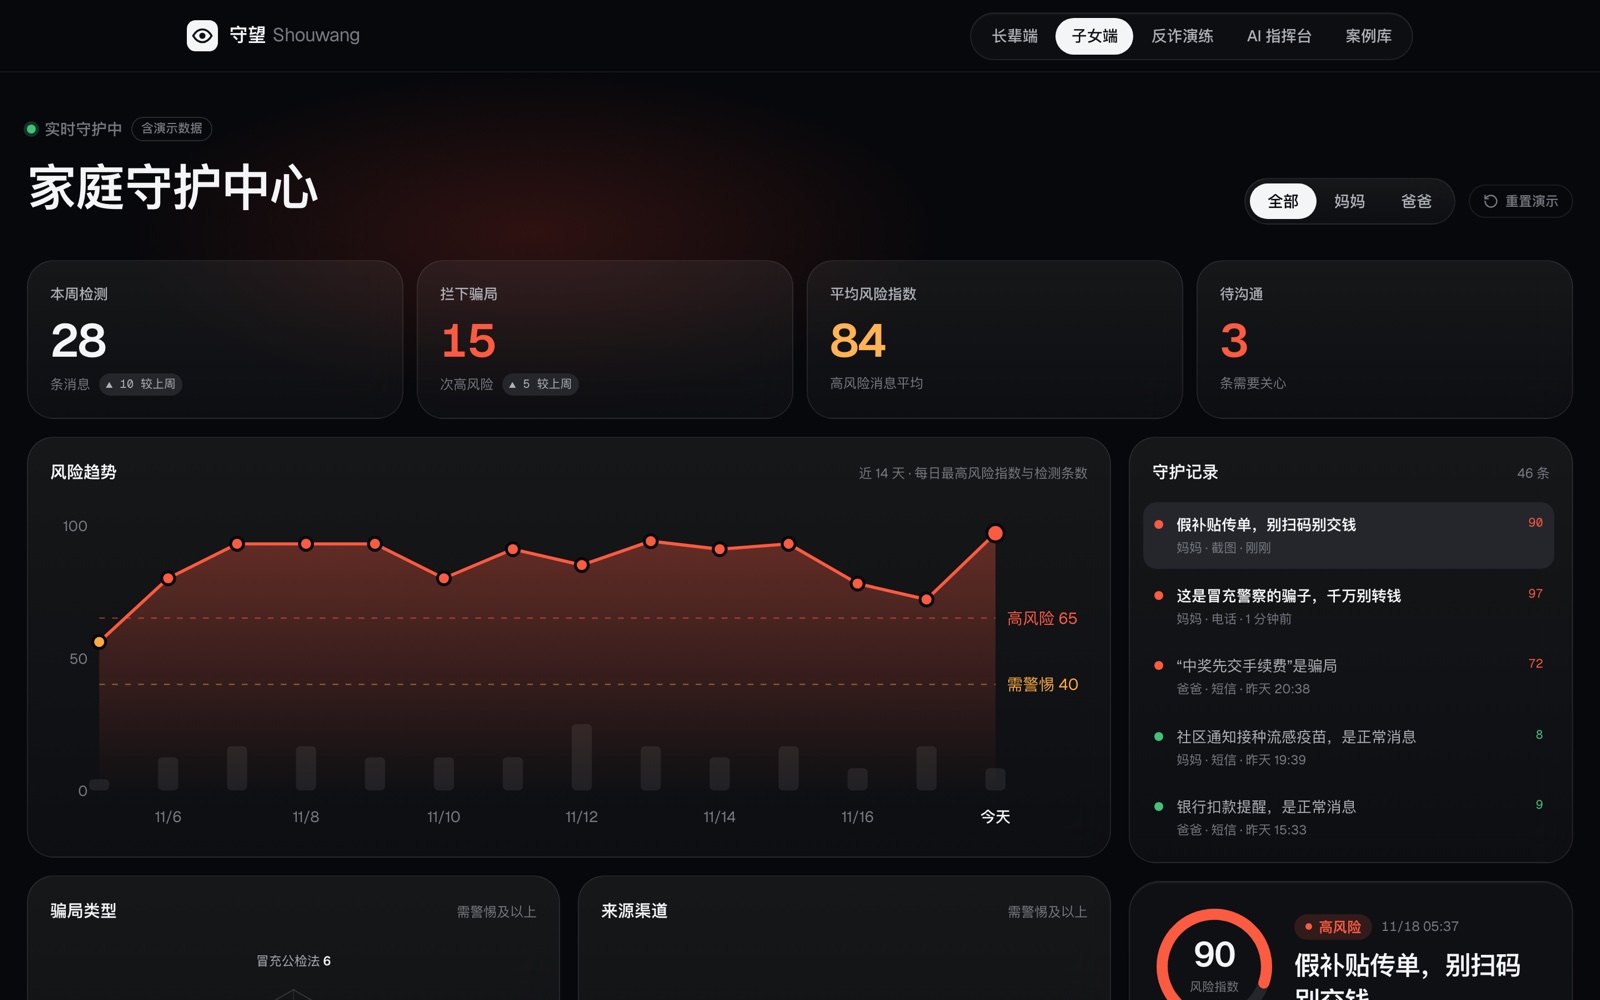 守望 Shouwang
长辈端 子女端 反诈演练 AI 指挥台 案例库
实时守护中 含演示数据
家庭守护中心
全部 妈妈 爸爸 重置演示
本周检测
28
条消息 ▲ 10 较上周
拦下骗局
15
次高风险 ▲ 5 较上周
平均风险指数
84
高风险消息平均
待沟通
3
条需要关心
风险趋势 近 14 天 · 每日最高风险指数与检测条数
100
50
0
高风险 65
需警惕 40
11/6 11/8 11/10 11/12 11/14 11/16 今天
守护记录 46 条
假补贴传单，别扫码别交钱 90
妈妈 · 截图 · 刚刚
这是冒充警察的骗子，千万别转钱 97
妈妈 · 电话 · 1 分钟前
“中奖先交手续费”是骗局 72
爸爸 · 短信 · 昨天 20:38
社区通知接种流感疫苗，是正常消息 8
妈妈 · 短信 · 昨天 19:39
银行扣款提醒，是正常消息 9
爸爸 · 短信 · 昨天 15:33
骗局类型 需警惕及以上
冒充公检法 6
来源渠道 需警惕及以上
90
风险指数
高风险 11/18 05:37
假补贴传单，别扫码
别交钱